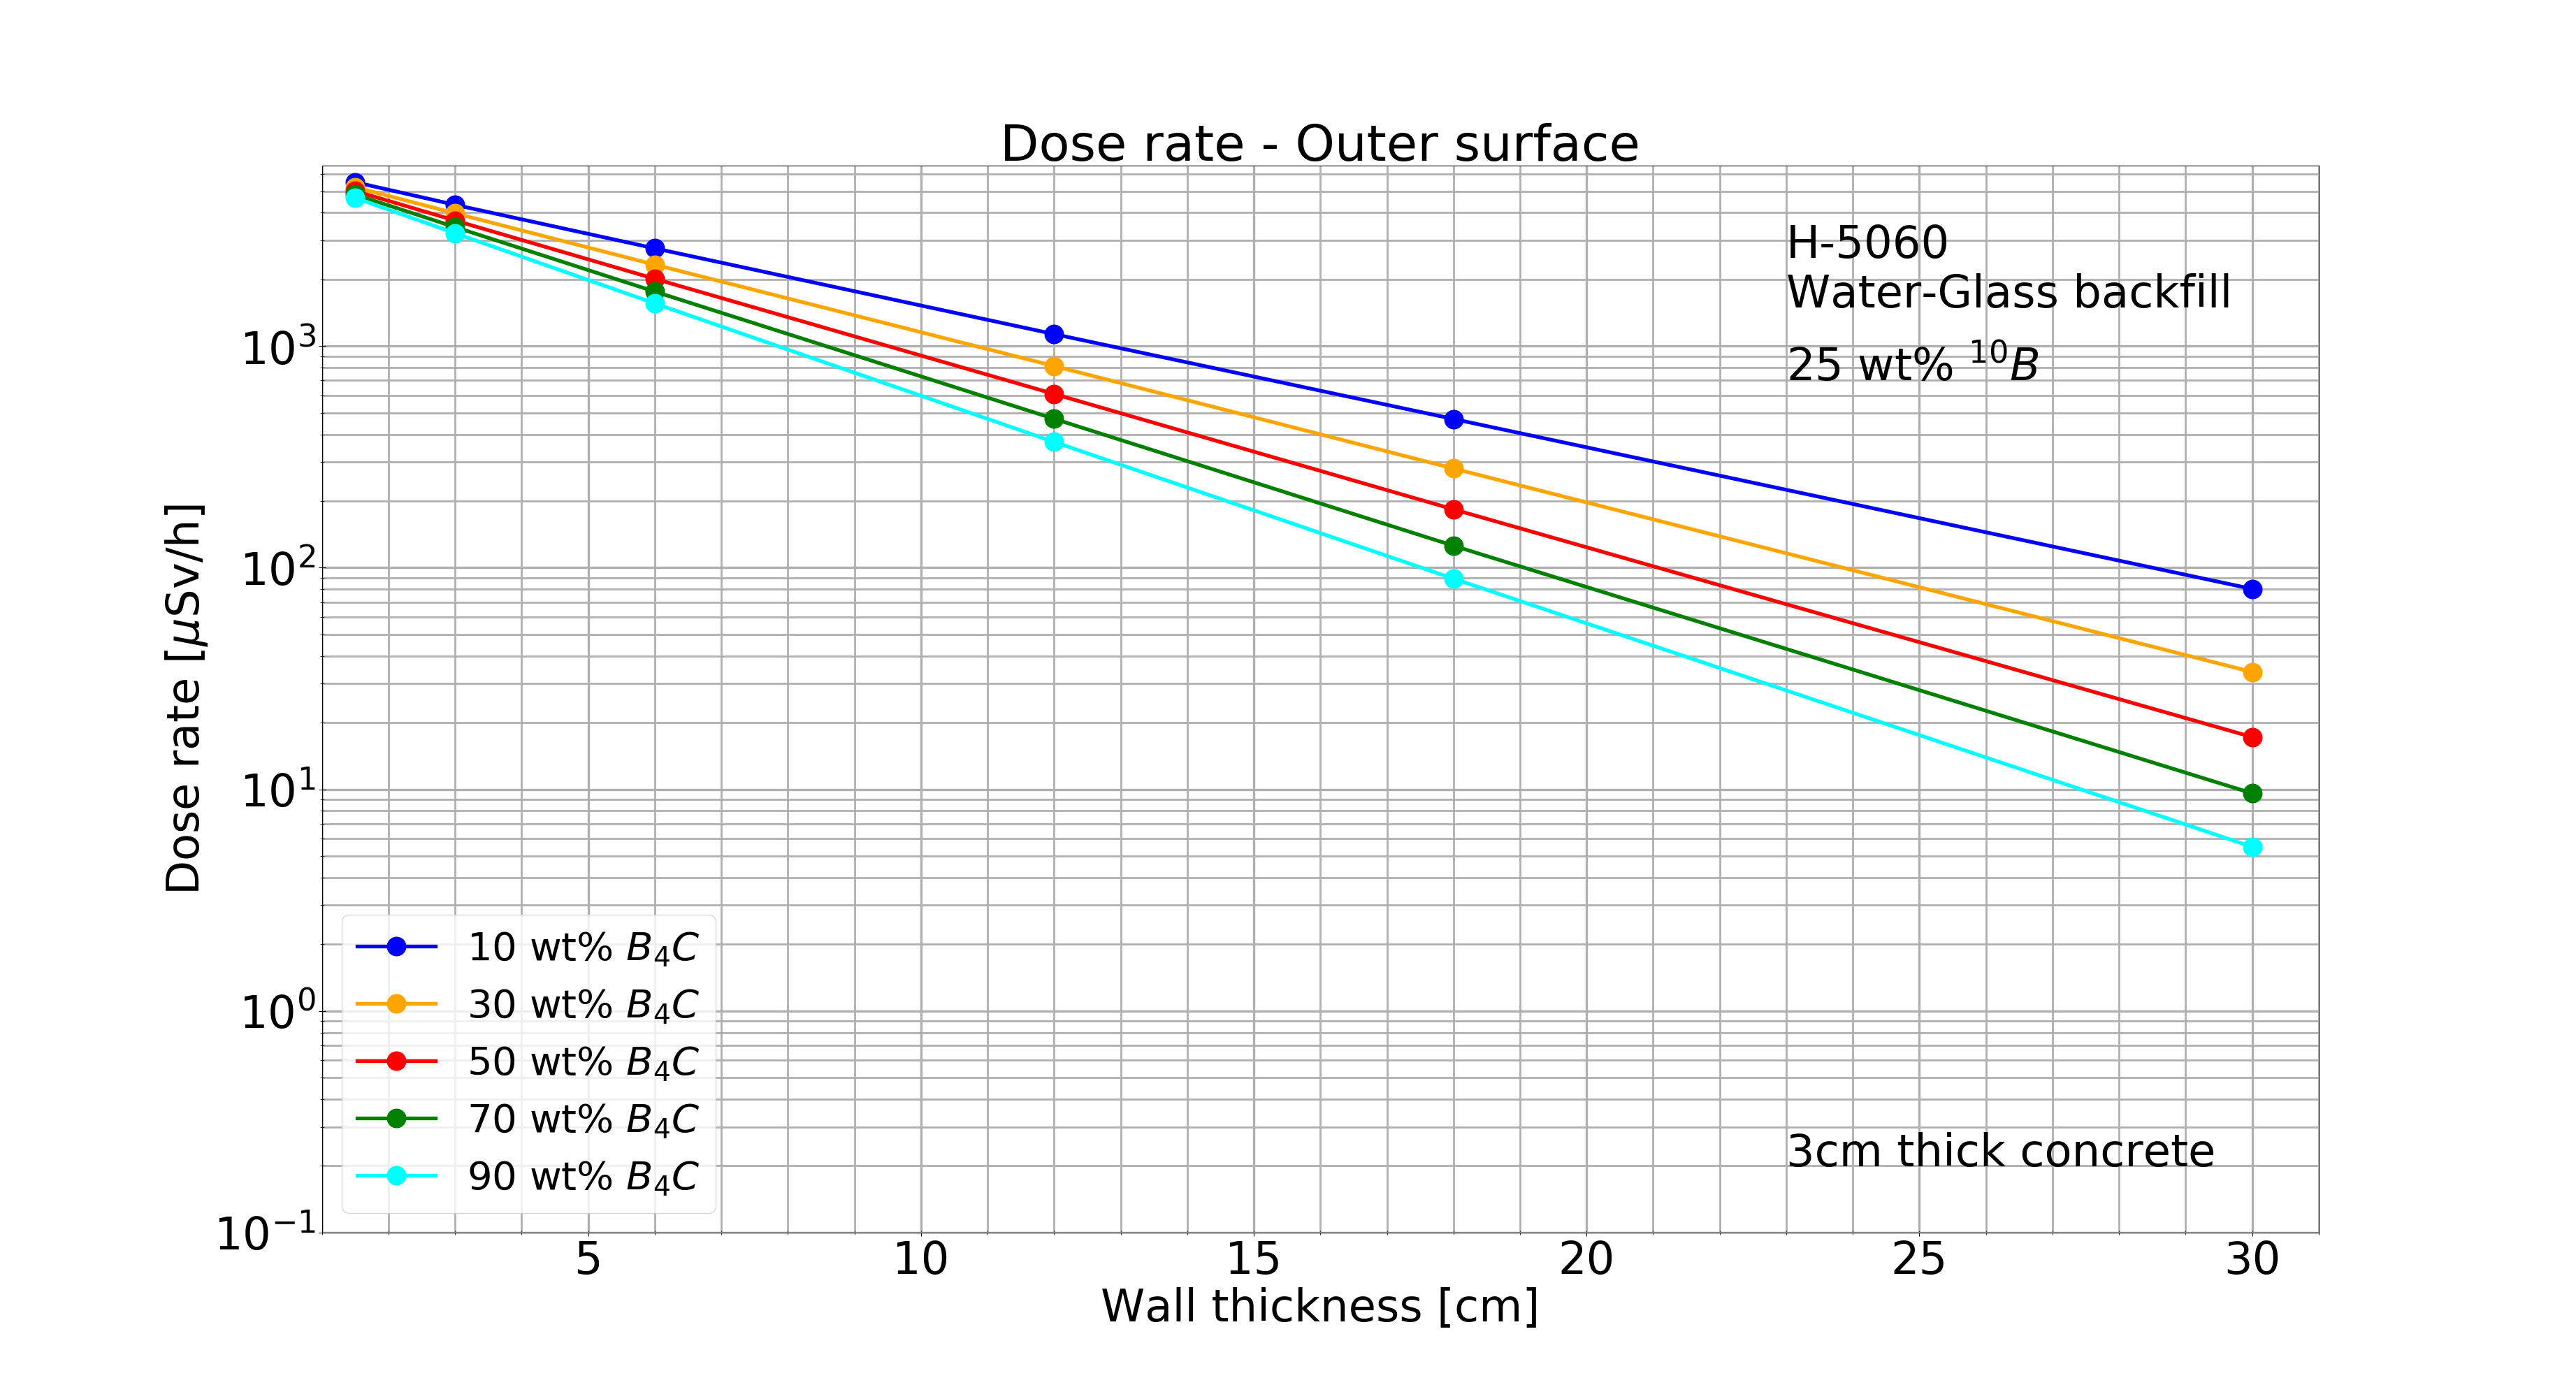 Dose rate - Outer surface
H-5060
Water-Glass backfill
25 wt% ¹⁰B
3cm thick concrete
Dose rate [μSv/h]
10³
10²
10¹
10⁰
10⁻¹
10 wt% B₄C
30 wt% B₄C
50 wt% B₄C
70 wt% B₄C
90 wt% B₄C
5 10 15 20 25 30
Wall thickness [cm]